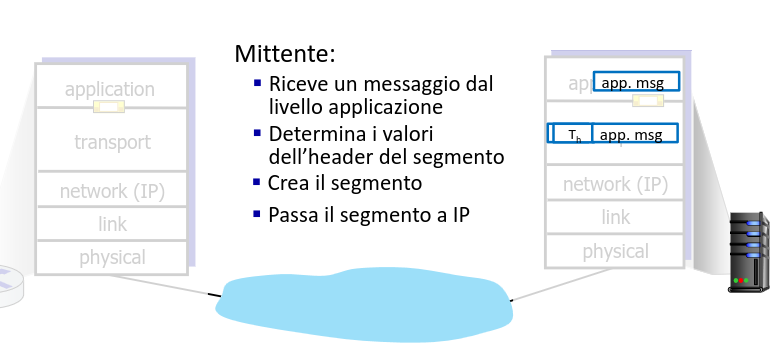 Mittente:
Riceve un messaggio dal
livello applicazione
Determina i valori
dell'header del segmento
Crea il segmento
Passa il segmento a IP
application
transport
network (IP)
link
physical
app. msg
Th app. msg
network (IP)
link
physical